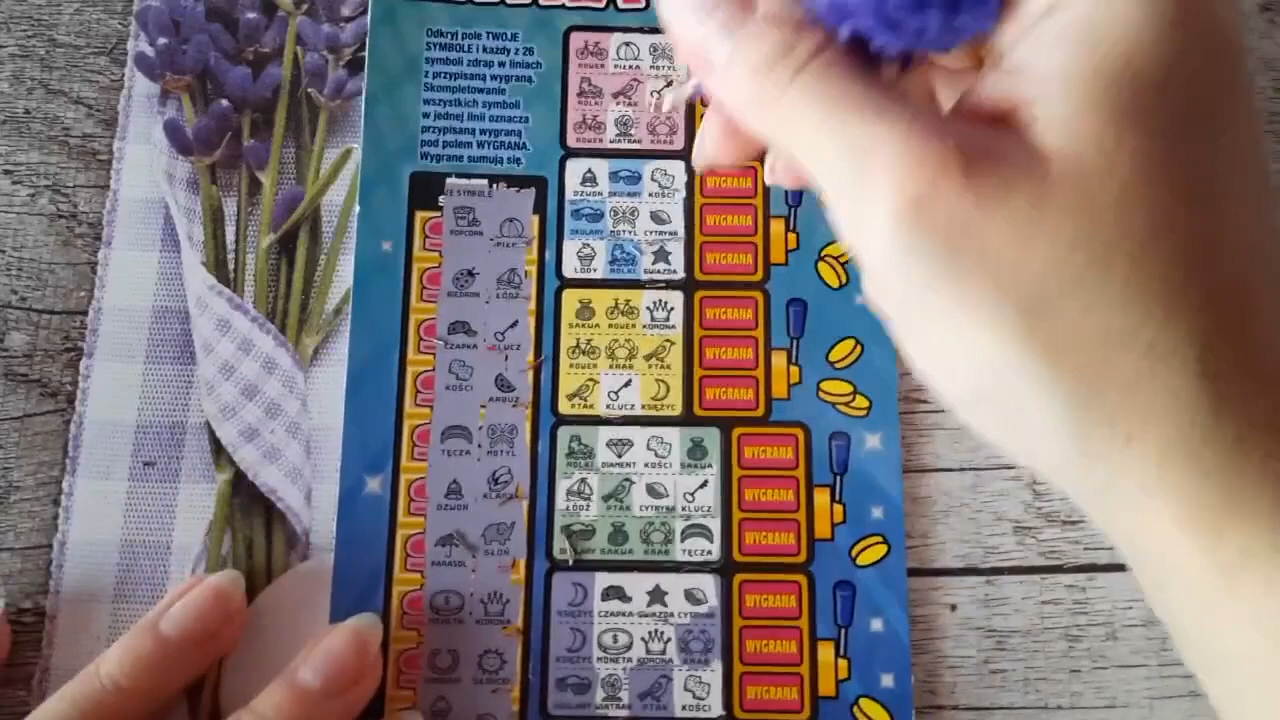 Odkryj pole TWOJE
SYMBOLE i każdy z 26
symboli zdrap w liniach
z przypisaną wygraną.
Skompletowanie
wszystkich symboli
w jednej linii oznacza
przypisaną wygraną
pod polem WYGRANA.
Wygrane sumują się.
SYMBOLE
POPCORN PIŁKA
ŁÓDŹ
CZAPKA KLUCZ
KOŚCI ARBUZ
TĘCZA MOTYL
DZWON
PARASOL SŁOŃ
MONETA KORONA
ROWER PIŁKA MOTYL
ROLKI PTAK
ROWER WIATRAK KRAB
DZWON OKULARY KOŚCI
OKULARY MOTYL CYTRYNA
LODY ROLKI GWIAZDA
WYGRANA
WYGRANA
WYGRANA
SAKWA ROWER KORONA
ROWER KRAB PTAK
PTAK KLUCZ KSIĘŻYC
WYGRANA
WYGRANA
WYGRANA
ROLKI DIAMENT KOŚCI SAKWA
ŁÓDŹ PTAK CYTRYNA KLUCZ
SAKWA KRAB TĘCZA
WYGRANA
WYGRANA
WYGRANA
KSIĘŻYC CZAPKA GWIAZDA CYTRYNA
KSIĘŻYC MONETA KORONA KRAB
OKULARY WIATRAK PTAK KOŚCI
WYGRANA
WYGRANA
WYGRANA